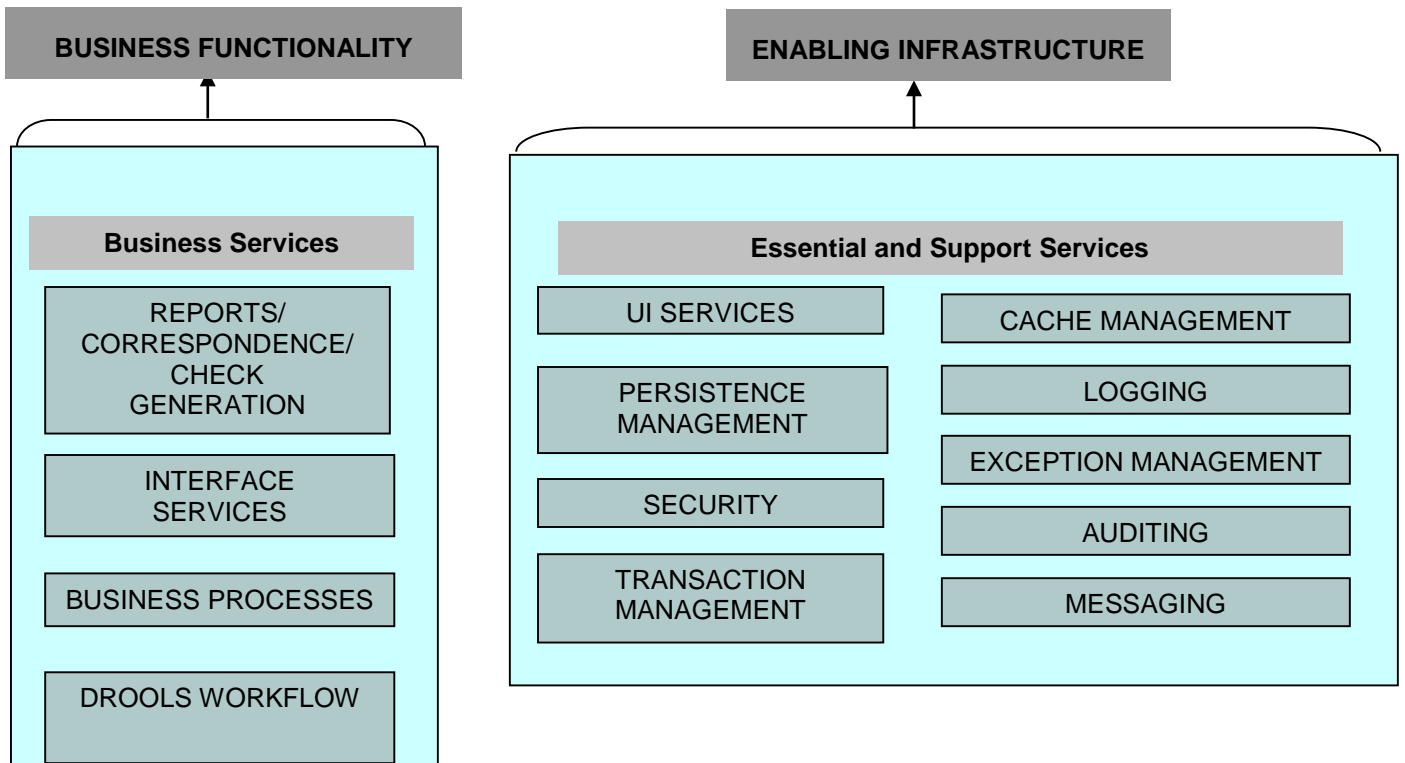 BUSINESS FUNCTIONALITY
Business Services
REPORTS/
CORRESPONDENCE/
CHECK
GENERATION
INTERFACE
SERVICES
BUSINESS PROCESSES
DROOLS WORKFLOW
ENABLING INFRASTRUCTURE
Essential and Support Services
UI SERVICES
PERSISTENCE
MANAGEMENT
SECURITY
TRANSACTION
MANAGEMENT
CACHE MANAGEMENT
LOGGING
EXCEPTION MANAGEMENT
AUDITING
MESSAGING